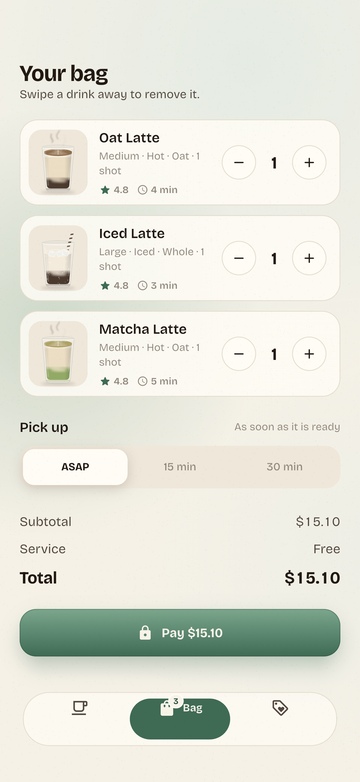 Your bag
Swipe a drink away to remove it.
Oat Latte
Medium · Hot · Oat · 1
shot
4.8 4 min
1
Iced Latte
Large · Iced · Whole · 1
shot
4.8 3 min
1
Matcha Latte
Medium · Hot · Oat · 1
shot
4.8 5 min
1
Pick up As soon as it is ready
ASAP 15 min 30 min
Subtotal $15.10
Service Free
Total $15.10
Pay $15.10
3
Bag